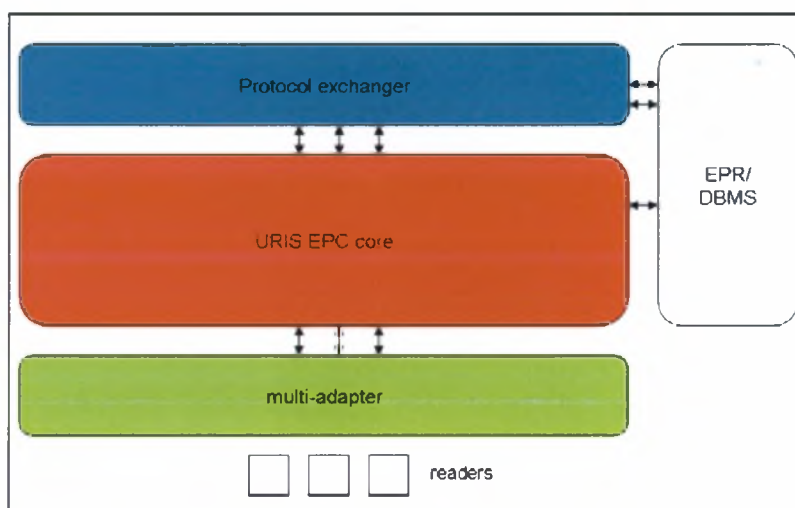 Protocol exchanger
EPR/
DBMS
URIS EPC core
multi-adapter
readers